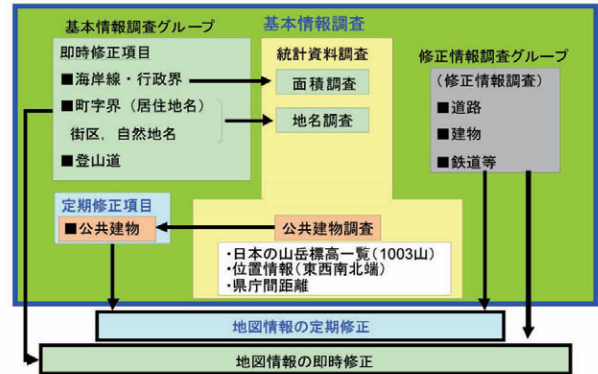 基本情報調査グループ
基本情報調査
即時修正項目
■海岸線・行政界
■町字界（居住地名）
街区，自然地名
■登山道
統計資料調査
面積調査
地名調査
修正情報調査グループ
（修正情報調査）
■道路
■建物
■鉄道等
定期修正項目
■公共建物
公共建物調査
・日本の山岳標高一覧（1003山）
・位置情報（東西南北端）
・県庁間距離
地図情報の定期修正
地図情報の即時修正